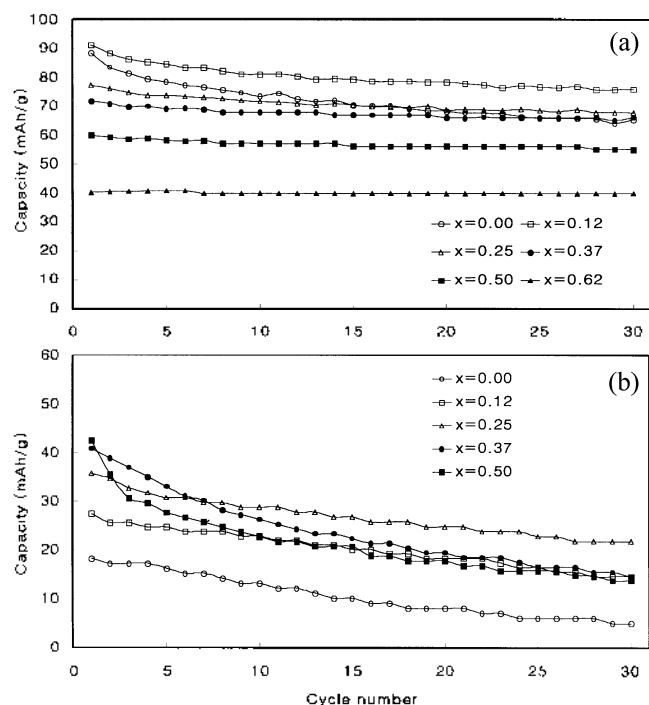 (a)
Capacity (mAh/g)
100
90
80
70
60
50
40
30
20
10
0
x=0.00 x=0.12
x=0.25 x=0.37
x=0.50 x=0.62
0 5 10 15 20 25 30
(b)
Capacity (mAh/g)
60
50
40
30
20
10
0
x=0.00
x=0.12
x=0.25
x=0.37
x=0.50
0 5 10 15 20 25 30
Cycle number